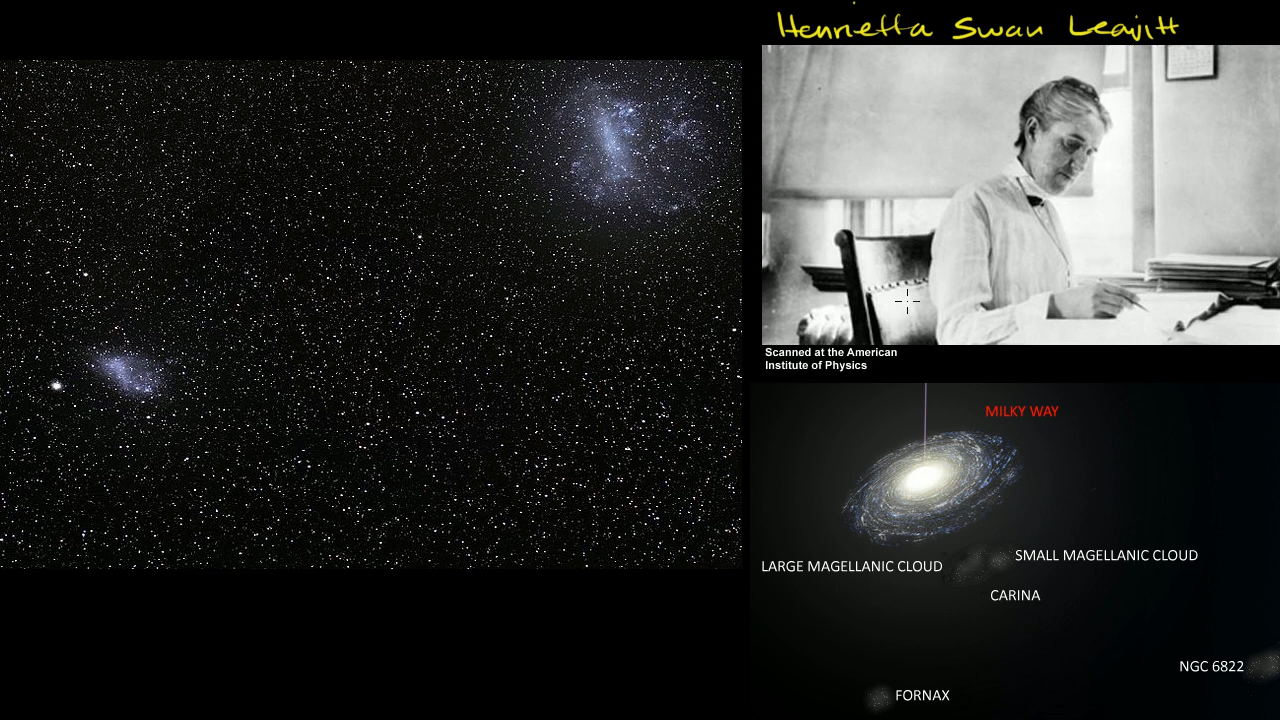 Henrietta Swan Leavitt
Scanned at the American
Institute of Physics
MILKY WAY
SMALL MAGELLANIC CLOUD
LARGE MAGELLANIC CLOUD
CARINA
NGC 6822
FORNAX